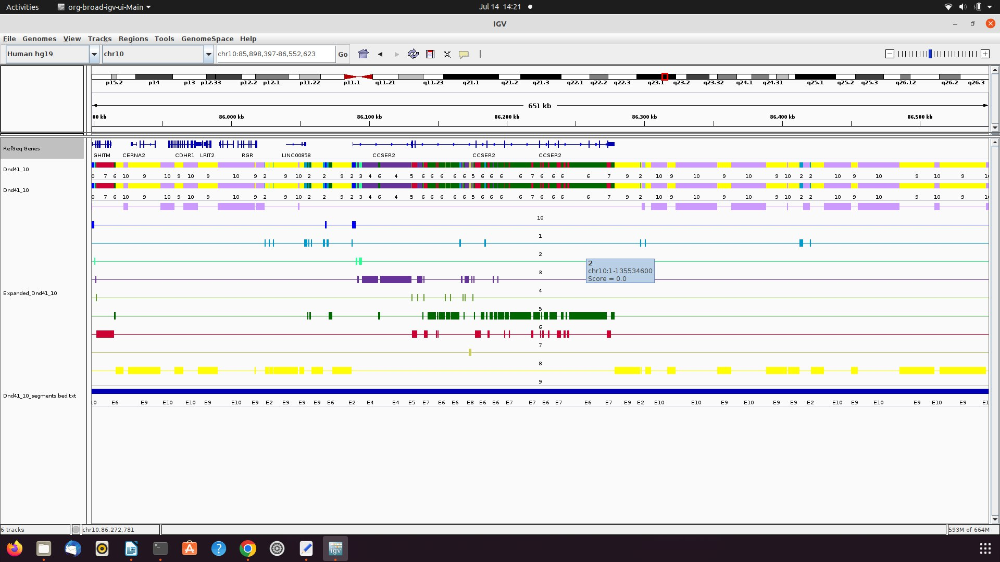 Activities org-broad-igv-ui-Main Jul 14 14:21
IGV
File Genomes View Tracks Regions Tools GenomeSpace Help
Human hg19 chr10 chr10:85,898,397-86,552,623 Go
p15.2 p14 p13 p12.33 p12.2 p12.1 p11.22 p11.1 q11.21 q11.23 q21.1 q21.2 q21.3 q22.1 q22.2 q22.3 q23.1 q23.2 q23.32 q24.1 q24.31 q25.1 q25.2 q25.3 q26.12 q26.2 q26.3
651 kb
00 kb 86,000 kb 86,100 kb 86,200 kb 86,300 kb 86,400 kb 86,500 kb
RefSeq Genes
GHITM CERNA2 CDHR1 LRIT2 RGR LINC00858 CCSER2 CCSER2 CCSER2
Dnd41_10
0 7 6 10 9 10 9 10 9 10 9 2 9 10 2 2 9 2 3 4 6 4 5 6 6 6 6 6 5 6 6 6 6 7 6 6 6 7 9 2 10 9 10 9 10 9 10 2 2 10 9 10 9 10 9 1
Dnd41_10
0 7 6 10 9 10 9 10 9 10 9 2 9 10 2 2 9 2 3 4 6 4 5 6 6 6 6 6 5 6 6 6 6 7 6 6 6 7 9 2 10 9 10 9 10 9 10 2 2 10 9 10 9 10 9 1
10
1
2
2
chr10:1-135534600
Score = 0.0
3
4
Expanded_Dnd41_10
5
6
7
8
9
Dnd41_10_segments.bed.txt
10 E6 E9 E10 E10 E9 E10 E9 E2 E9 E9 E6 E2 E4 E4 E5 E7 E6 E6 E8 E6 E6 E7 E7 E6 E7 E6 E7 E9 E2 E10 E10 E9 E10 E9 E9 E2 E10 E9 E10 E9 E10 E9 E1
6 tracks chr10:86,272,781 593M of 664M
igv